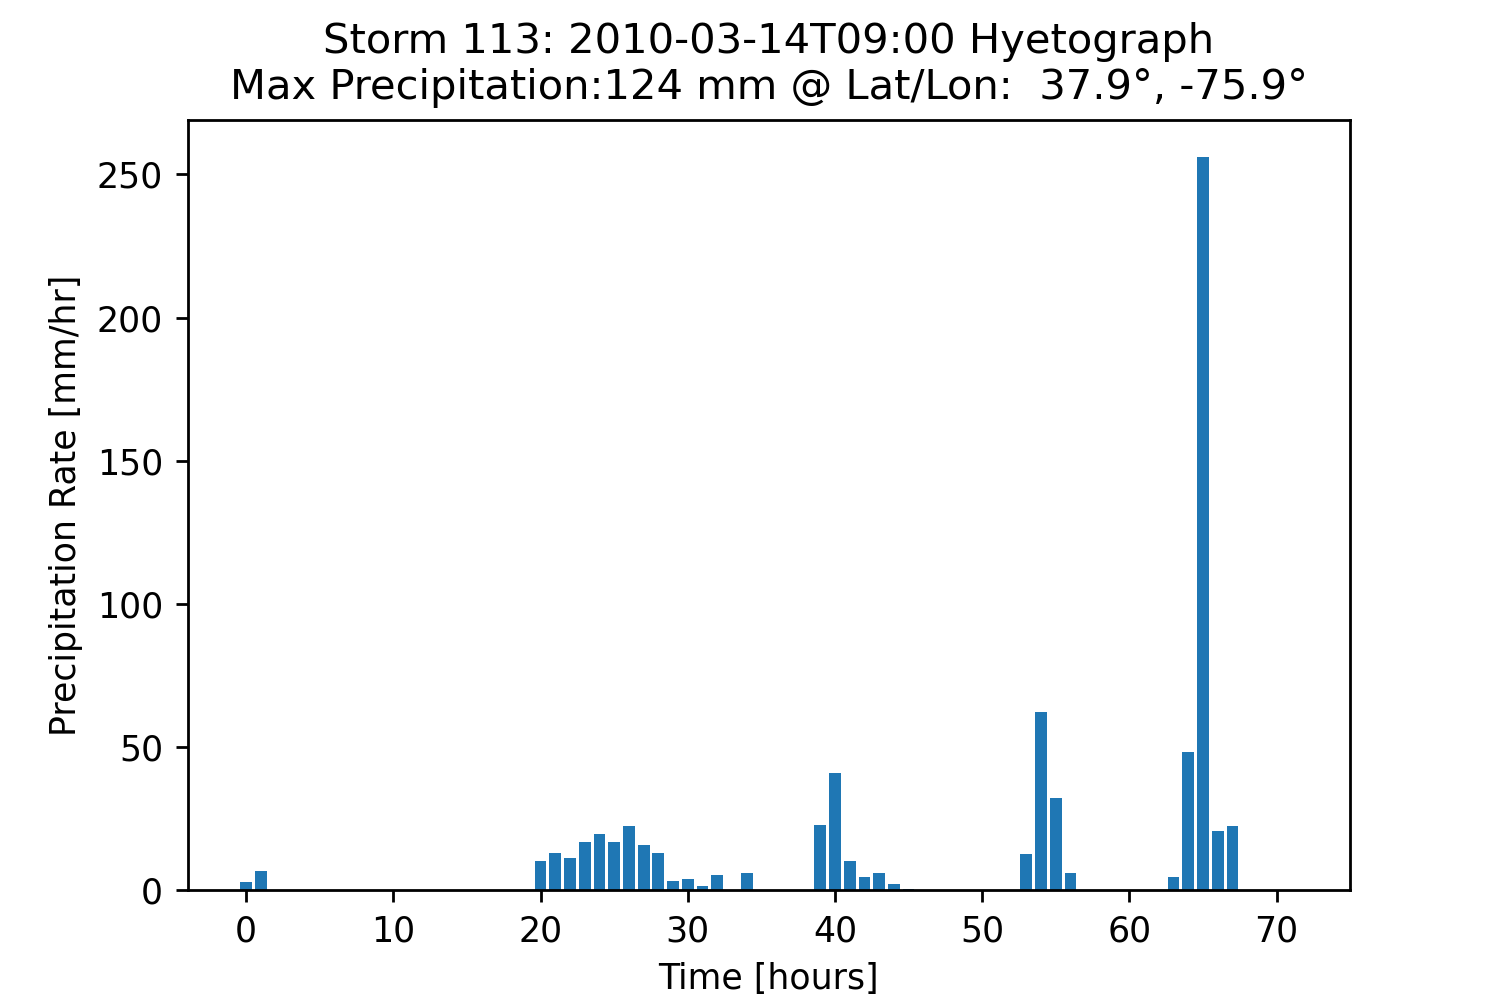 Storm 113: 2010-03-14T09:00 Hyetograph
Max Precipitation:124 mm @ Lat/Lon:  37.9°, -75.9°
250
200
150
100
50
0
Precipitation Rate [mm/hr]
0 10 20 30 40 50 60 70
Time [hours]